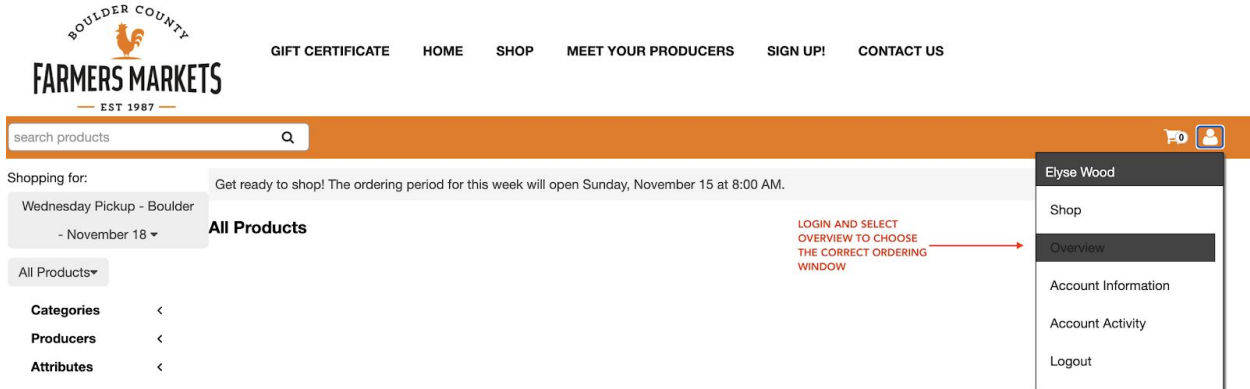 BOULDER COUNTY
FARMERS MARKETS
EST 1987
GIFT CERTIFICATE HOME SHOP MEET YOUR PRODUCERS SIGN UP! CONTACT US
search products
0
Shopping for:
Wednesday Pickup - Boulder
- November 18
All Products
Categories
Producers
Attributes
Get ready to shop! The ordering period for this week will open Sunday, November 15 at 8:00 AM.
All Products
LOGIN AND SELECT
OVERVIEW TO CHOOSE
THE CORRECT ORDERING
WINDOW
Elyse Wood
Shop
Overview
Account Information
Account Activity
Logout